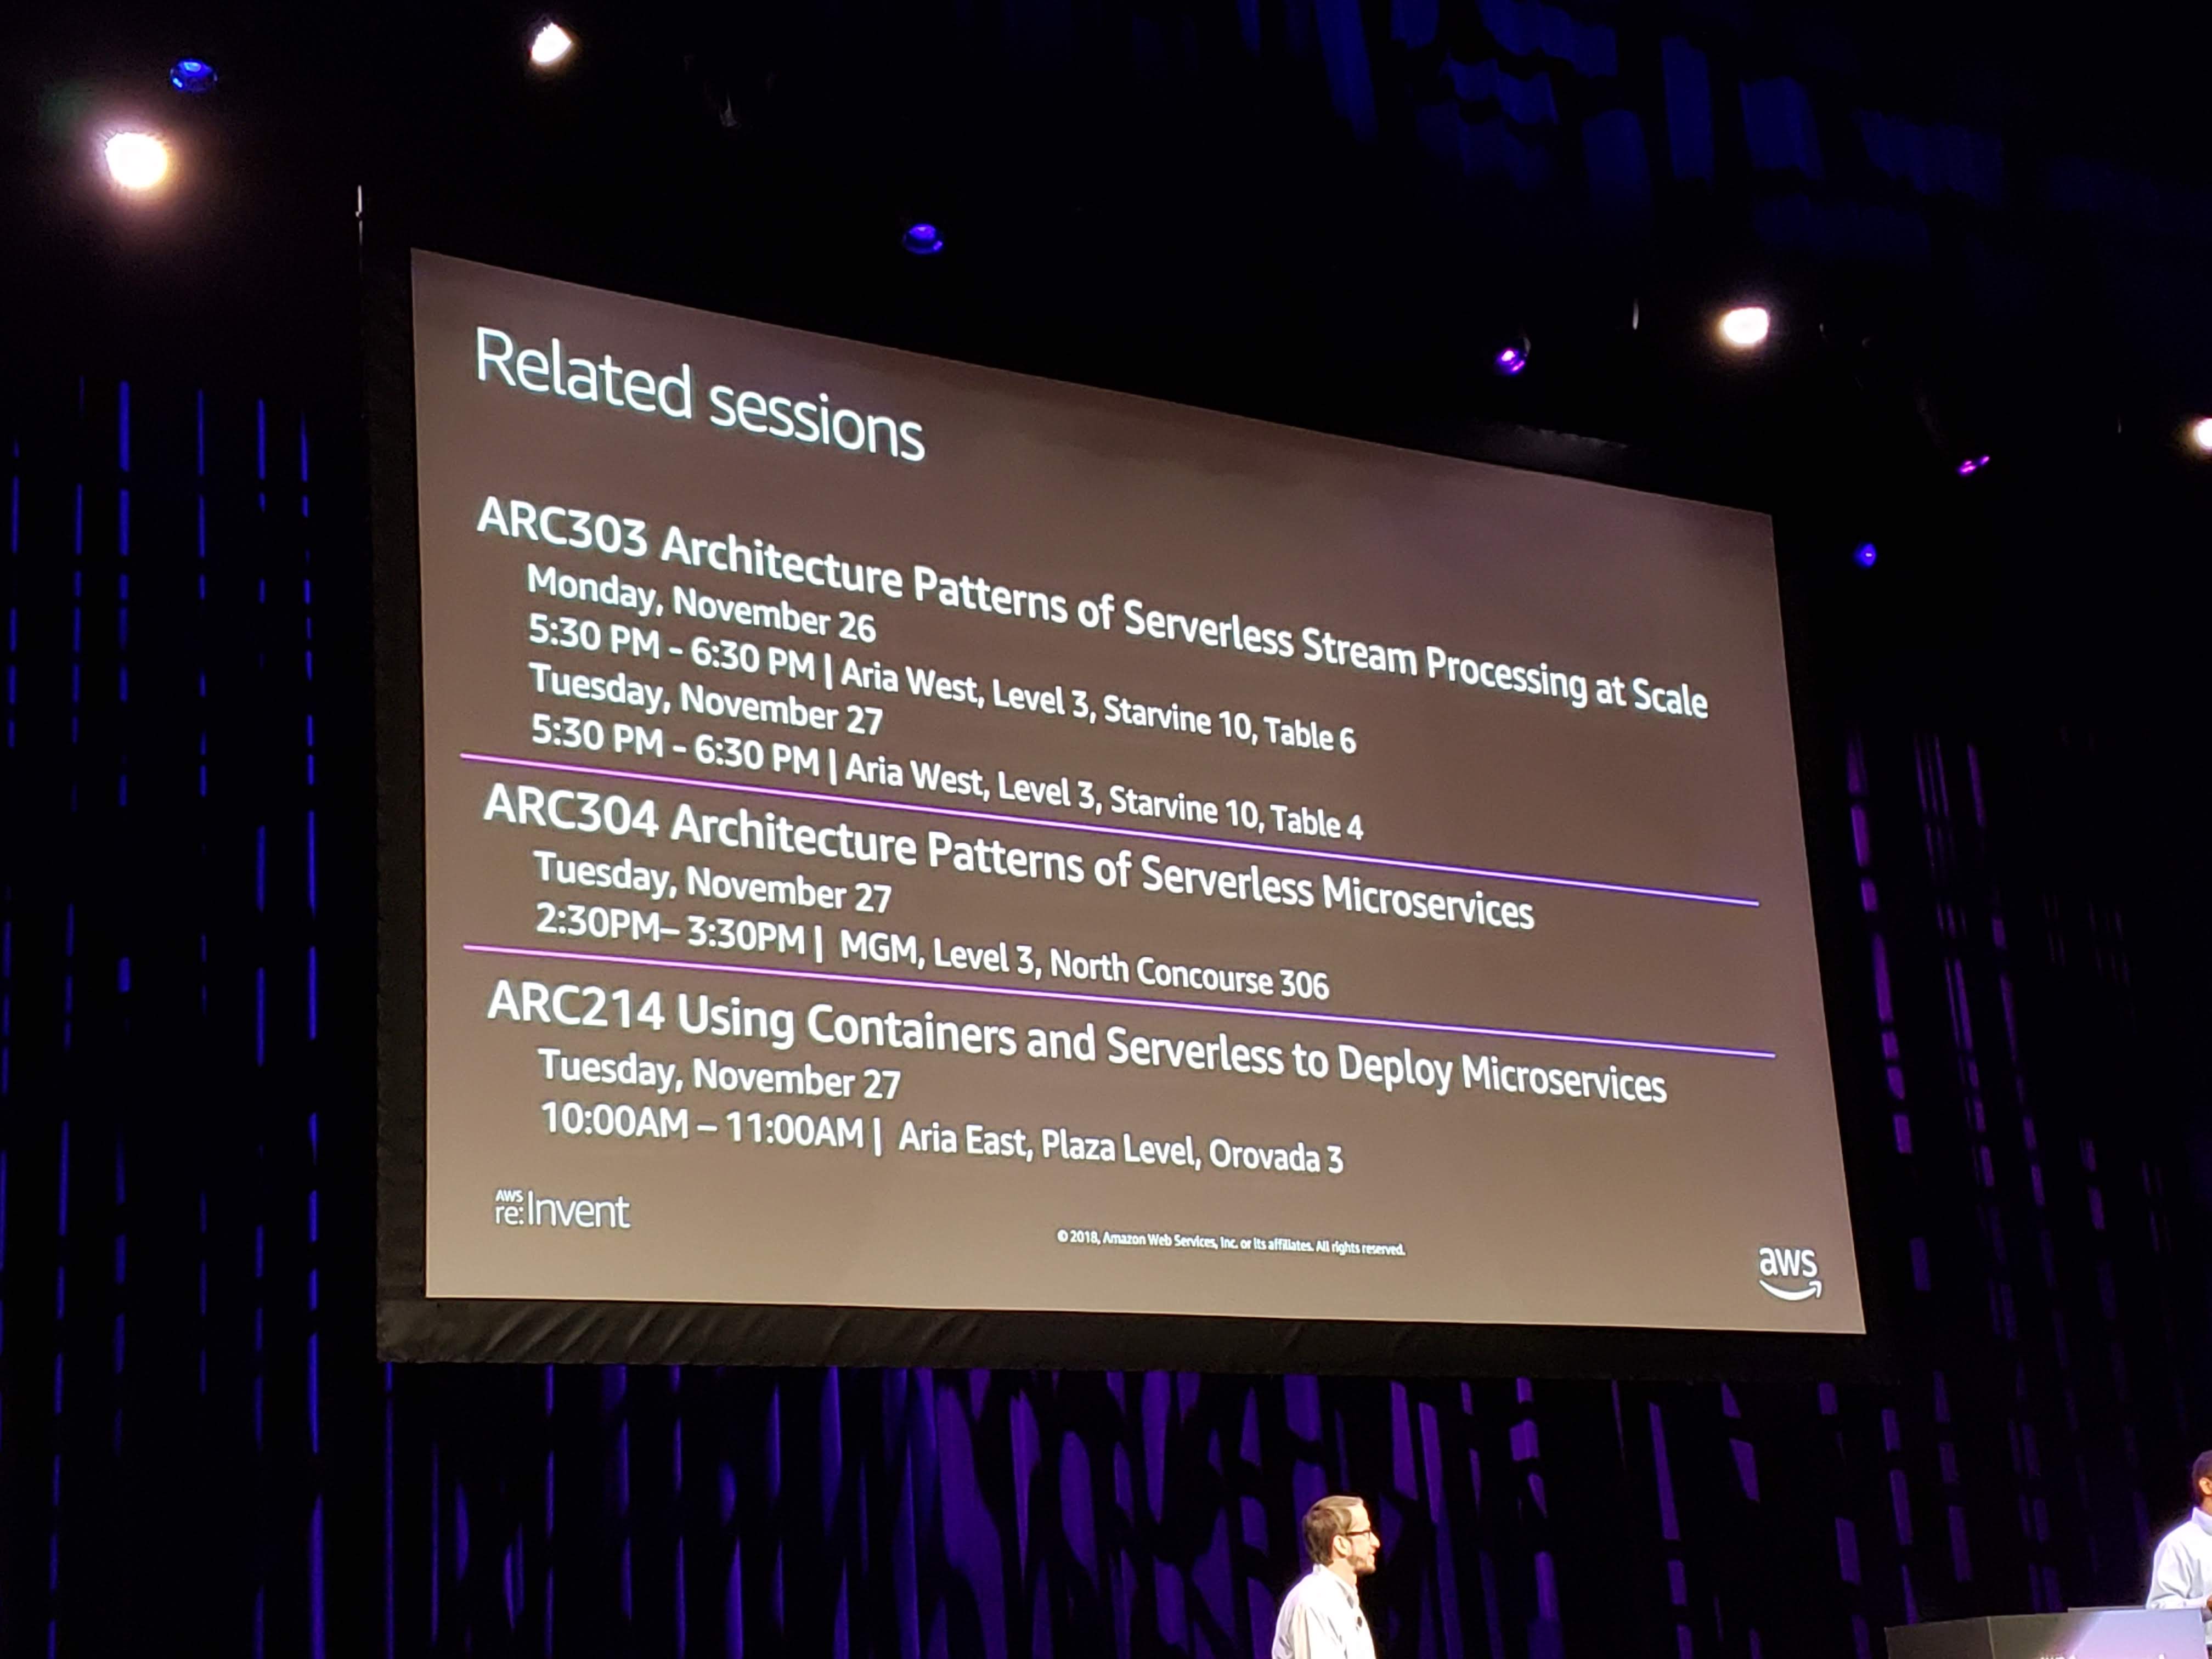 Related sessions
ARC303 Architecture Patterns of Serverless Stream Processing at Scale
Monday, November 26
5:30 PM - 6:30 PM | Aria West, Level 3, Starvine 10, Table 6
Tuesday, November 27
5:30 PM - 6:30 PM | Aria West, Level 3, Starvine 10, Table 4
ARC304 Architecture Patterns of Serverless Microservices
Tuesday, November 27
2:30PM– 3:30PM | MGM, Level 3, North Concourse 306
ARC214 Using Containers and Serverless to Deploy Microservices
Tuesday, November 27
10:00AM – 11:00AM | Aria East, Plaza Level, Orovada 3
AWS
re:Invent
© 2018, Amazon Web Services, Inc. or its affiliates. All rights reserved.
aws